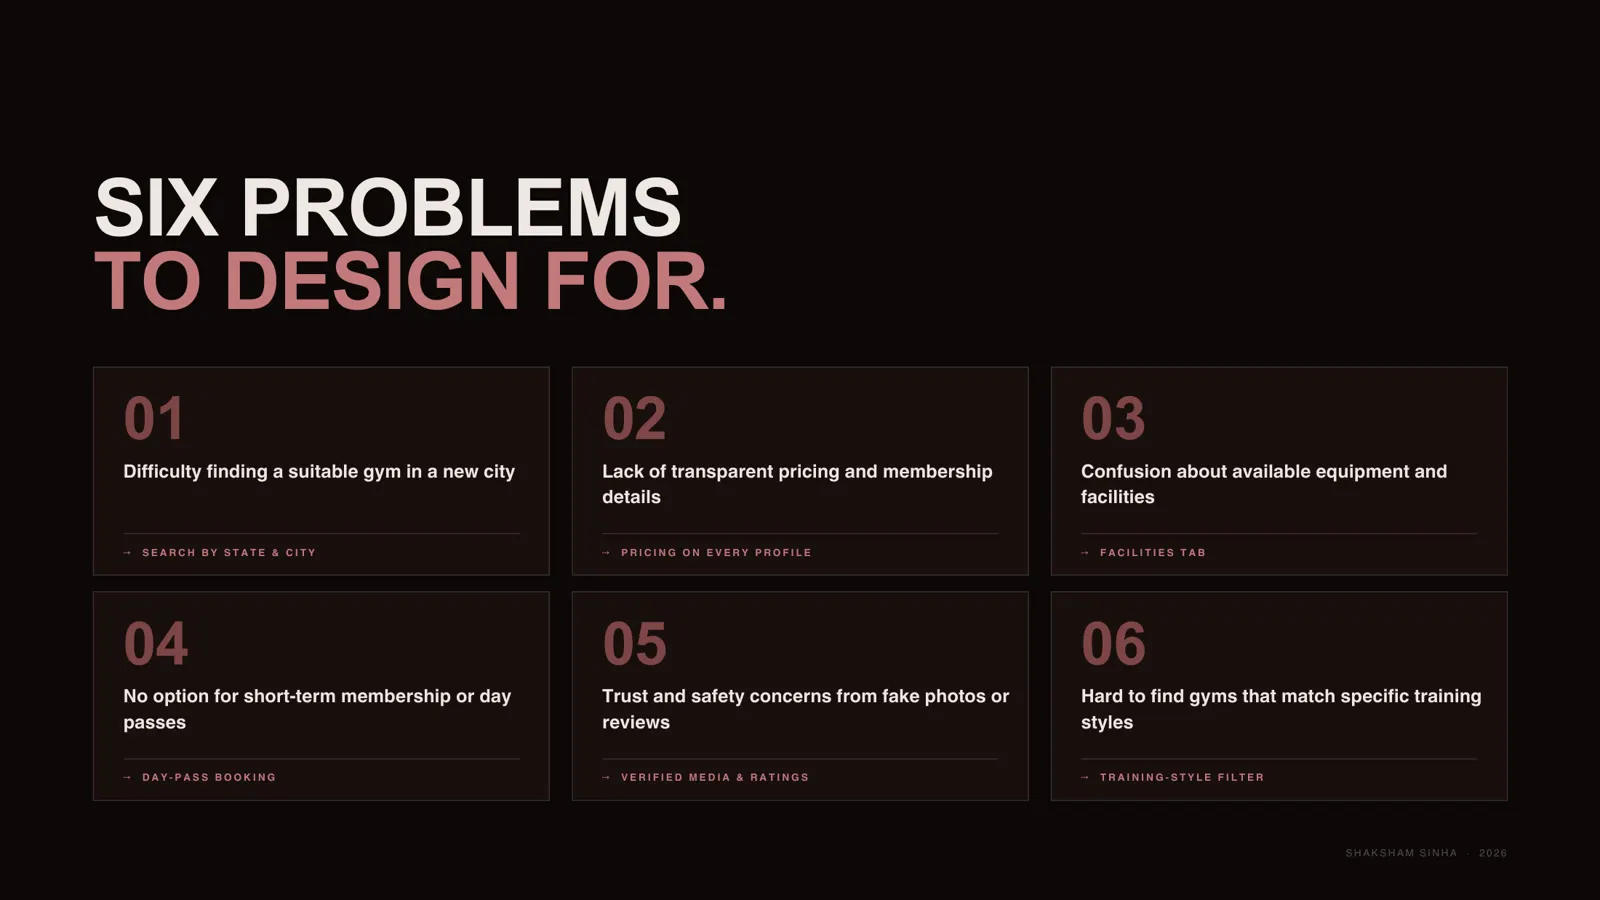 SIX PROBLEMS
TO DESIGN FOR.
01
Difficulty finding a suitable gym in a new city
→ SEARCH BY STATE & CITY
02
Lack of transparent pricing and membership
details
→ PRICING ON EVERY PROFILE
03
Confusion about available equipment and
facilities
→ FACILITIES TAB
04
No option for short-term membership or day
passes
→ DAY-PASS BOOKING
05
Trust and safety concerns from fake photos or
reviews
→ VERIFIED MEDIA & RATINGS
06
Hard to find gyms that match specific training
styles
→ TRAINING-STYLE FILTER
SHAKSHAM SINHA · 2026